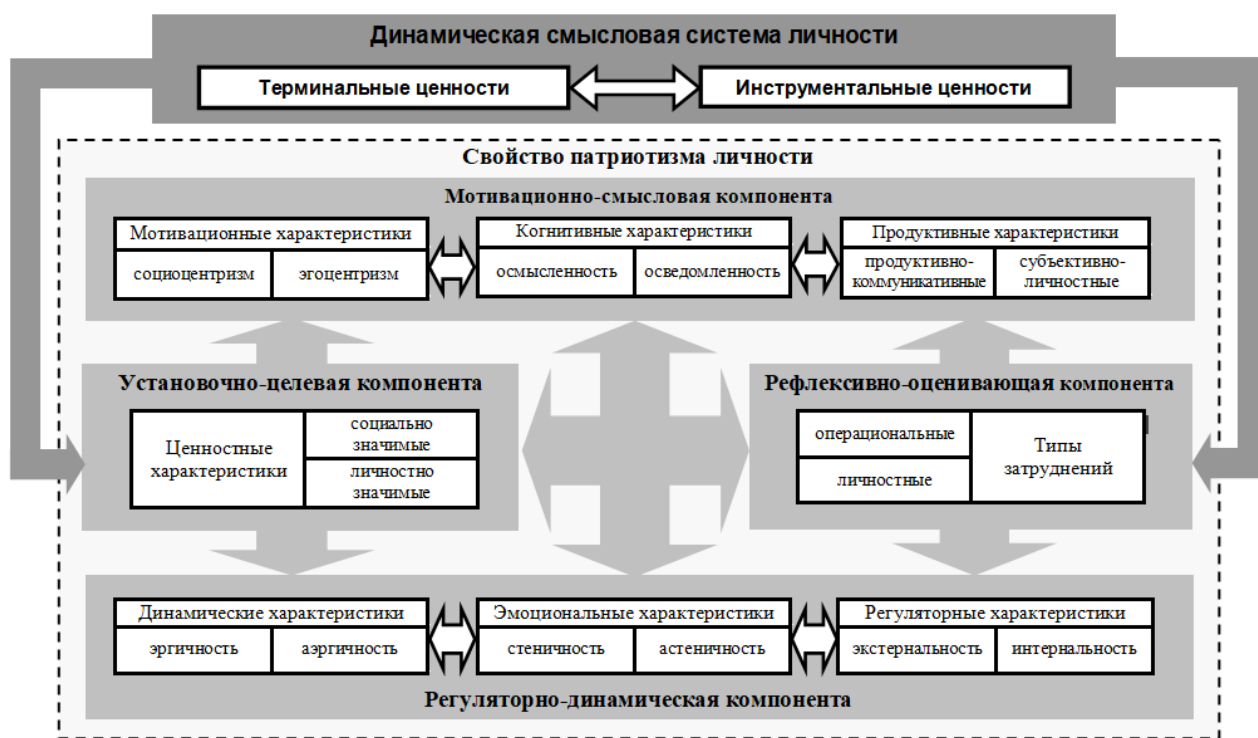 Динамическая смысловая система личности
Терминальные ценности
Инструментальные ценности
Свойство патриотизма личности
Мотивационно-смысловая компонента
Мотивационные характеристики
социоцентризм
эгоцентризм
Когнитивные характеристики
осмысленность
осведомленность
Продуктивные характеристики
продуктивно-
коммуникативные
субъективно-
личностные
Установочно-целевая компонента
Ценностные
характеристики
социально
значимые
личностно
значимые
Рефлексивно-оценивающая компонента
операциональные
личностные
Типы
затруднений
Динамические характеристики
эргичность
аэргичность
Эмоциональные характеристики
стеничность
астеничность
Регуляторные характеристики
экстернальность
интернальность
Регуляторно-динамическая компонента